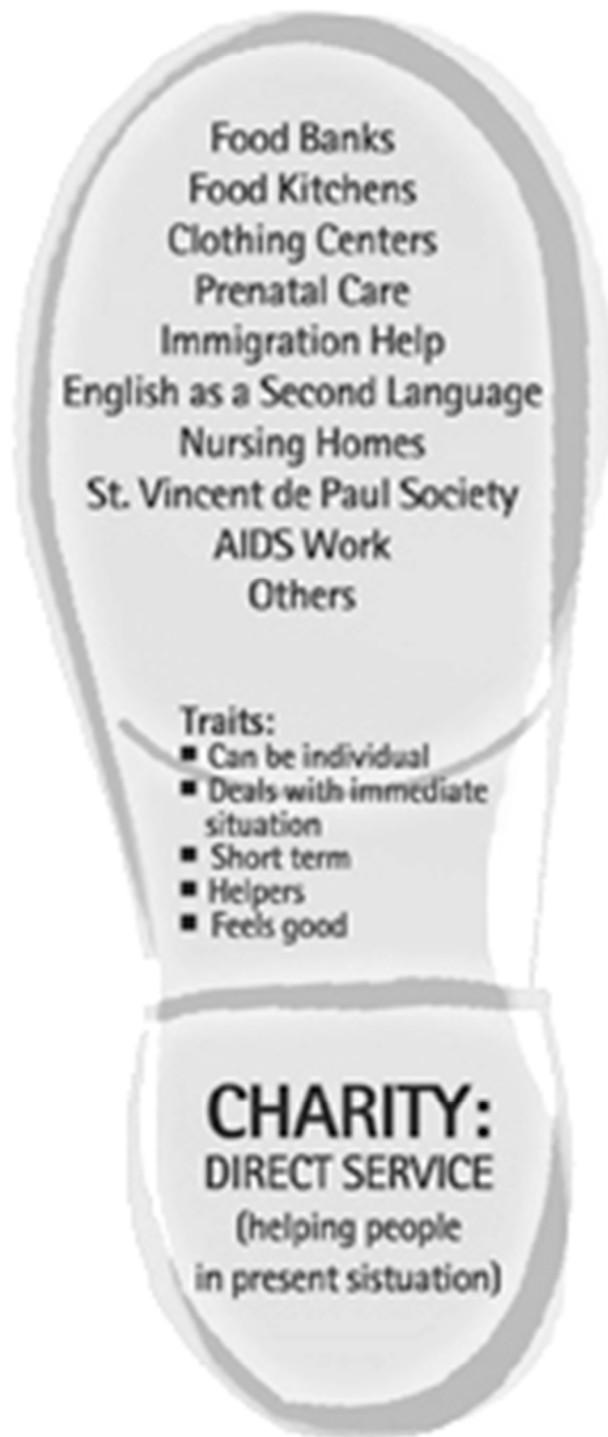 Food Banks
Food Kitchens
Clothing Centers
Prenatal Care
Immigration Help
English as a Second Language
Nursing Homes
St. Vincent de Paul Society
AIDS Work
Others
Traits:
■ Can be individual
■ Deals with immediate
situation
■ Short term
■ Helpers
■ Feels good
CHARITY:
DIRECT SERVICE
(helping people
in present sistuation)